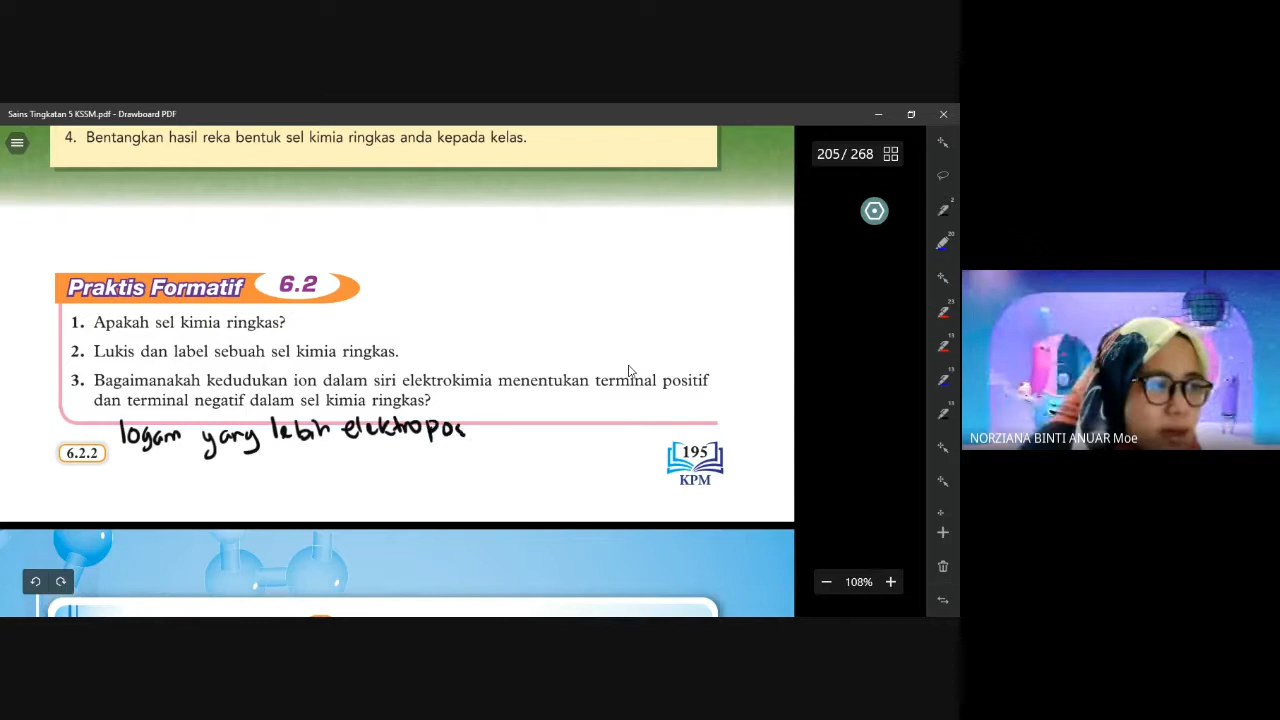 Sains Tingkatan 5 KSSM.pdf - Drawboard PDF
4. Bentangkan hasil reka bentuk sel kimia ringkas anda kepada kelas.
205 / 268
Praktis Formatif 6.2
1. Apakah sel kimia ringkas?
2. Lukis dan label sebuah sel kimia ringkas.
3. Bagaimanakah kedudukan ion dalam siri elektrokimia menentukan terminal positif
dan terminal negatif dalam sel kimia ringkas?
logam yang lebih elektropos
6.2.2
195
KPM
NORZIANA BINTI ANUAR Moe
108%